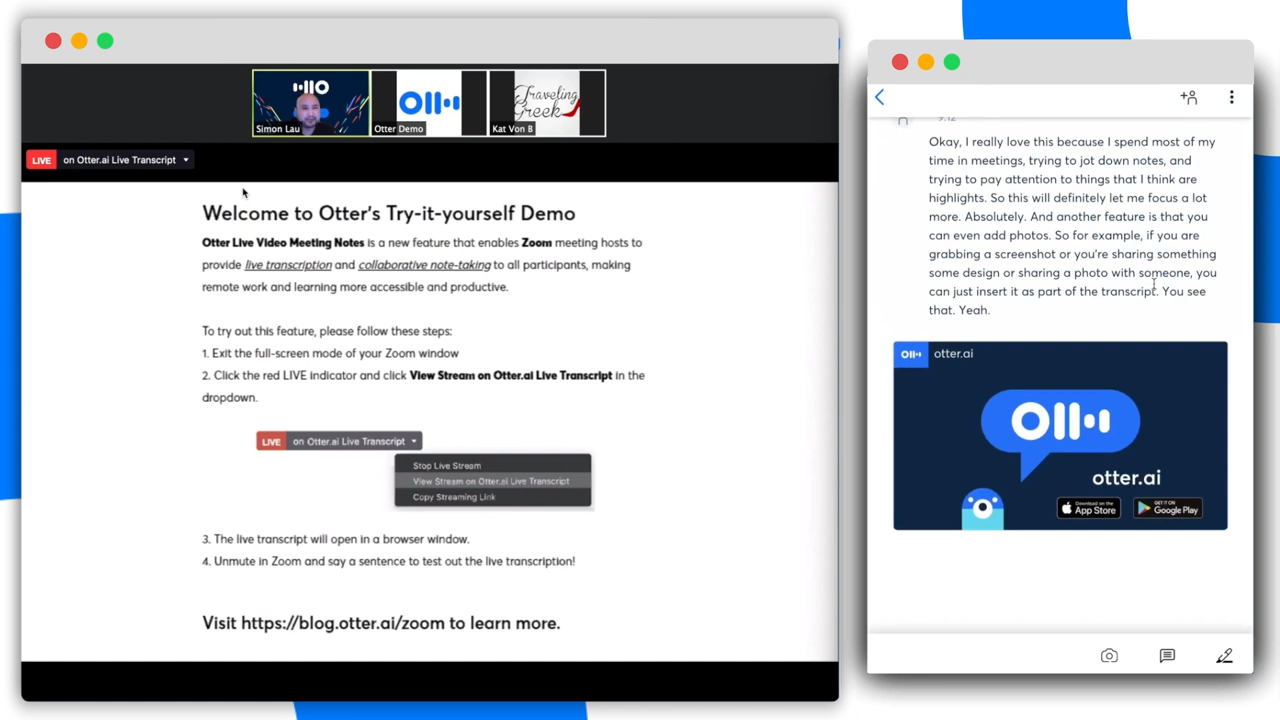 Simon Lau
Otter Demo
Traveling
Greek
Kat Von B
LIVE on Otter.ai Live Transcript
Welcome to Otter's Try-it-yourself Demo
Otter Live Video Meeting Notes is a new feature that enables Zoom meeting hosts to
provide live transcription and collaborative note-taking to all participants, making
remote work and learning more accessible and productive.
To try out this feature, please follow these steps:
1. Exit the full-screen mode of your Zoom window
2. Click the red LIVE indicator and click View Stream on Otter.ai Live Transcript in the
dropdown.
LIVE on Otter.ai Live Transcript
Stop Live Stream
View Stream on Otter.ai Live Transcript
Copy Streaming Link
3. The live transcript will open in a browser window.
4. Unmute in Zoom and say a sentence to test out the live transcription!
Visit https://blog.otter.ai/zoom to learn more.
Okay, I really love this because I spend most of my
time in meetings, trying to jot down notes, and
trying to pay attention to things that I think are
highlights. So this will definitely let me focus a lot
more. Absolutely. And another feature is that you
can even add photos. So for example, if you are
grabbing a screenshot or you're sharing something
some design or sharing a photo with someone, you
can just insert it as part of the transcript. You see
that. Yeah.
otter.ai
otter.ai
Download on the
App Store
GET IT ON
Google Play